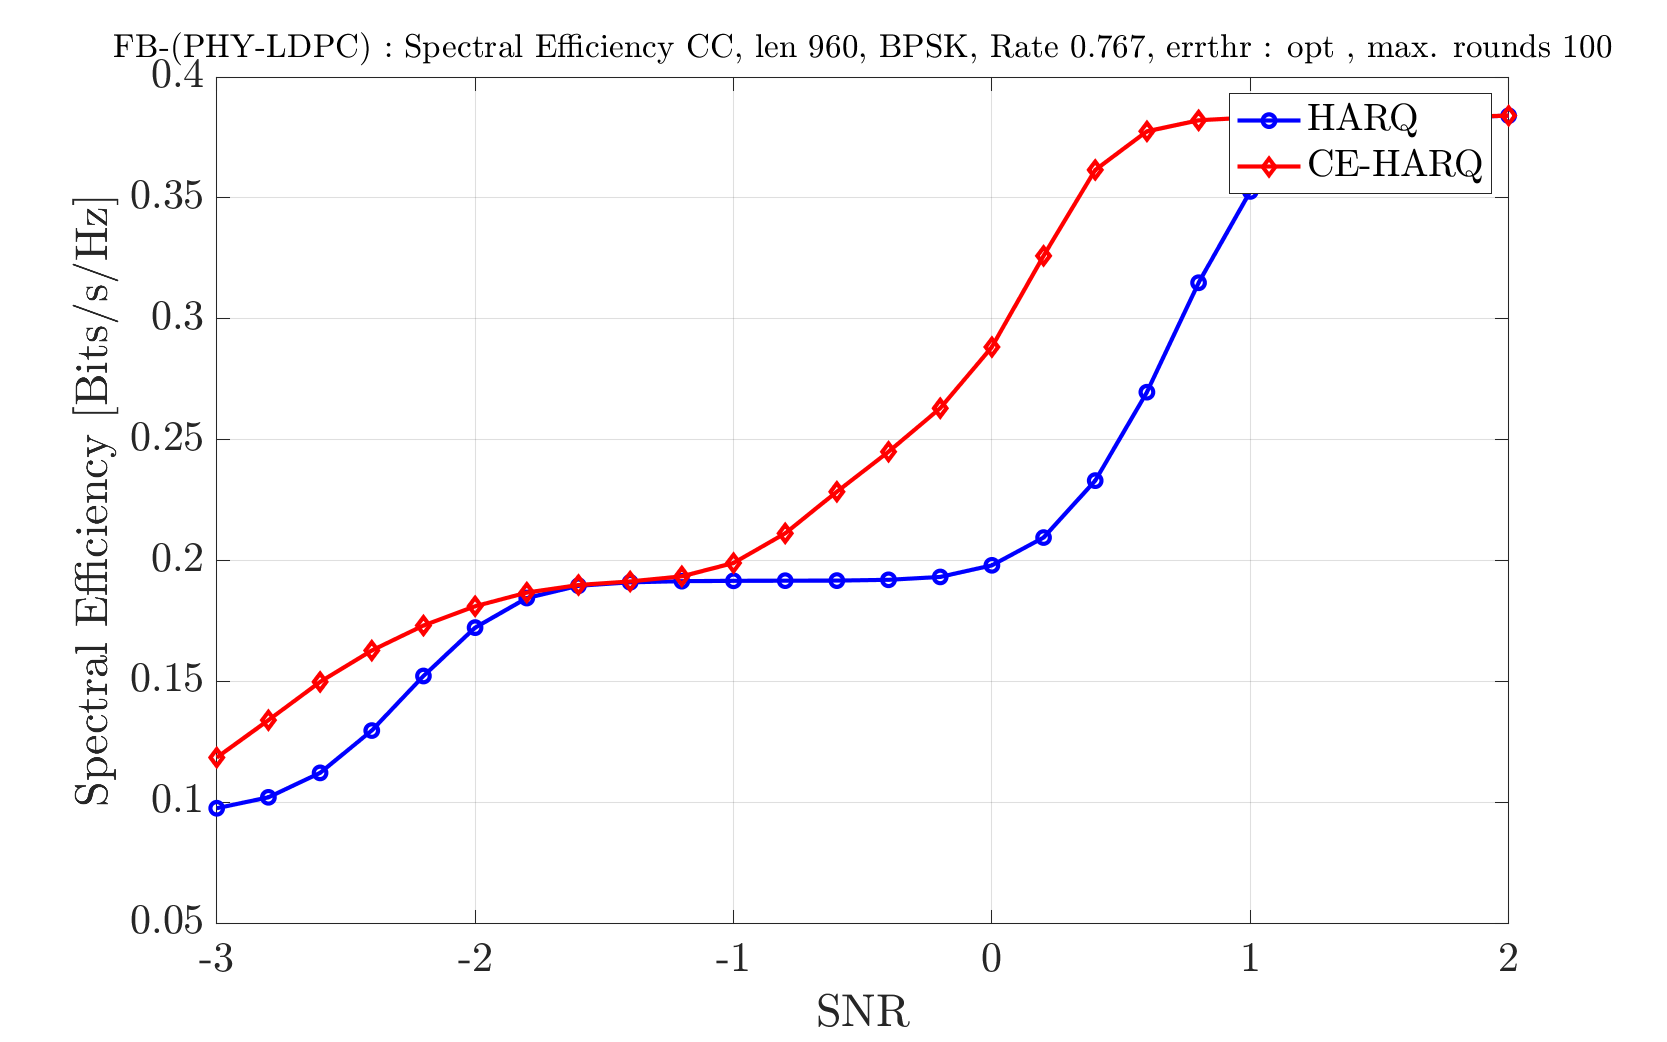 FB-(PHY-LDPC) : Spectral Efficiency CC, len 960, BPSK, Rate 0.767, errthr : opt , max. rounds 100
0.4
0.35
0.3
0.25
0.2
0.15
0.1
0.05
Spectral Efficiency [Bits/s/Hz]
HARQ
CE-HARQ
-3
-2
-1
0
1
2
SNR